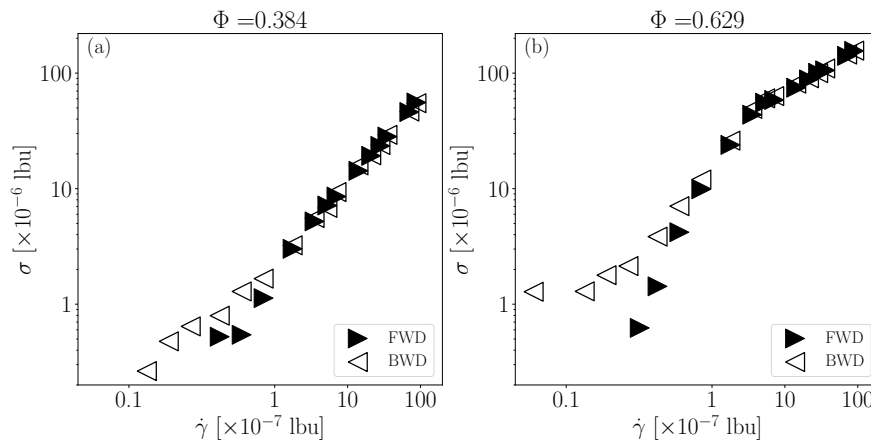 Φ =0.384
(a)
100
10
1
σ [×10⁻⁶ lbu]
FWD
BWD
0.1
1
10
100
γ̇ [×10⁻⁷ lbu]
Φ =0.629
(b)
100
10
1
σ [×10⁻⁶ lbu]
FWD
BWD
0.1
1
10
100
γ̇ [×10⁻⁷ lbu]